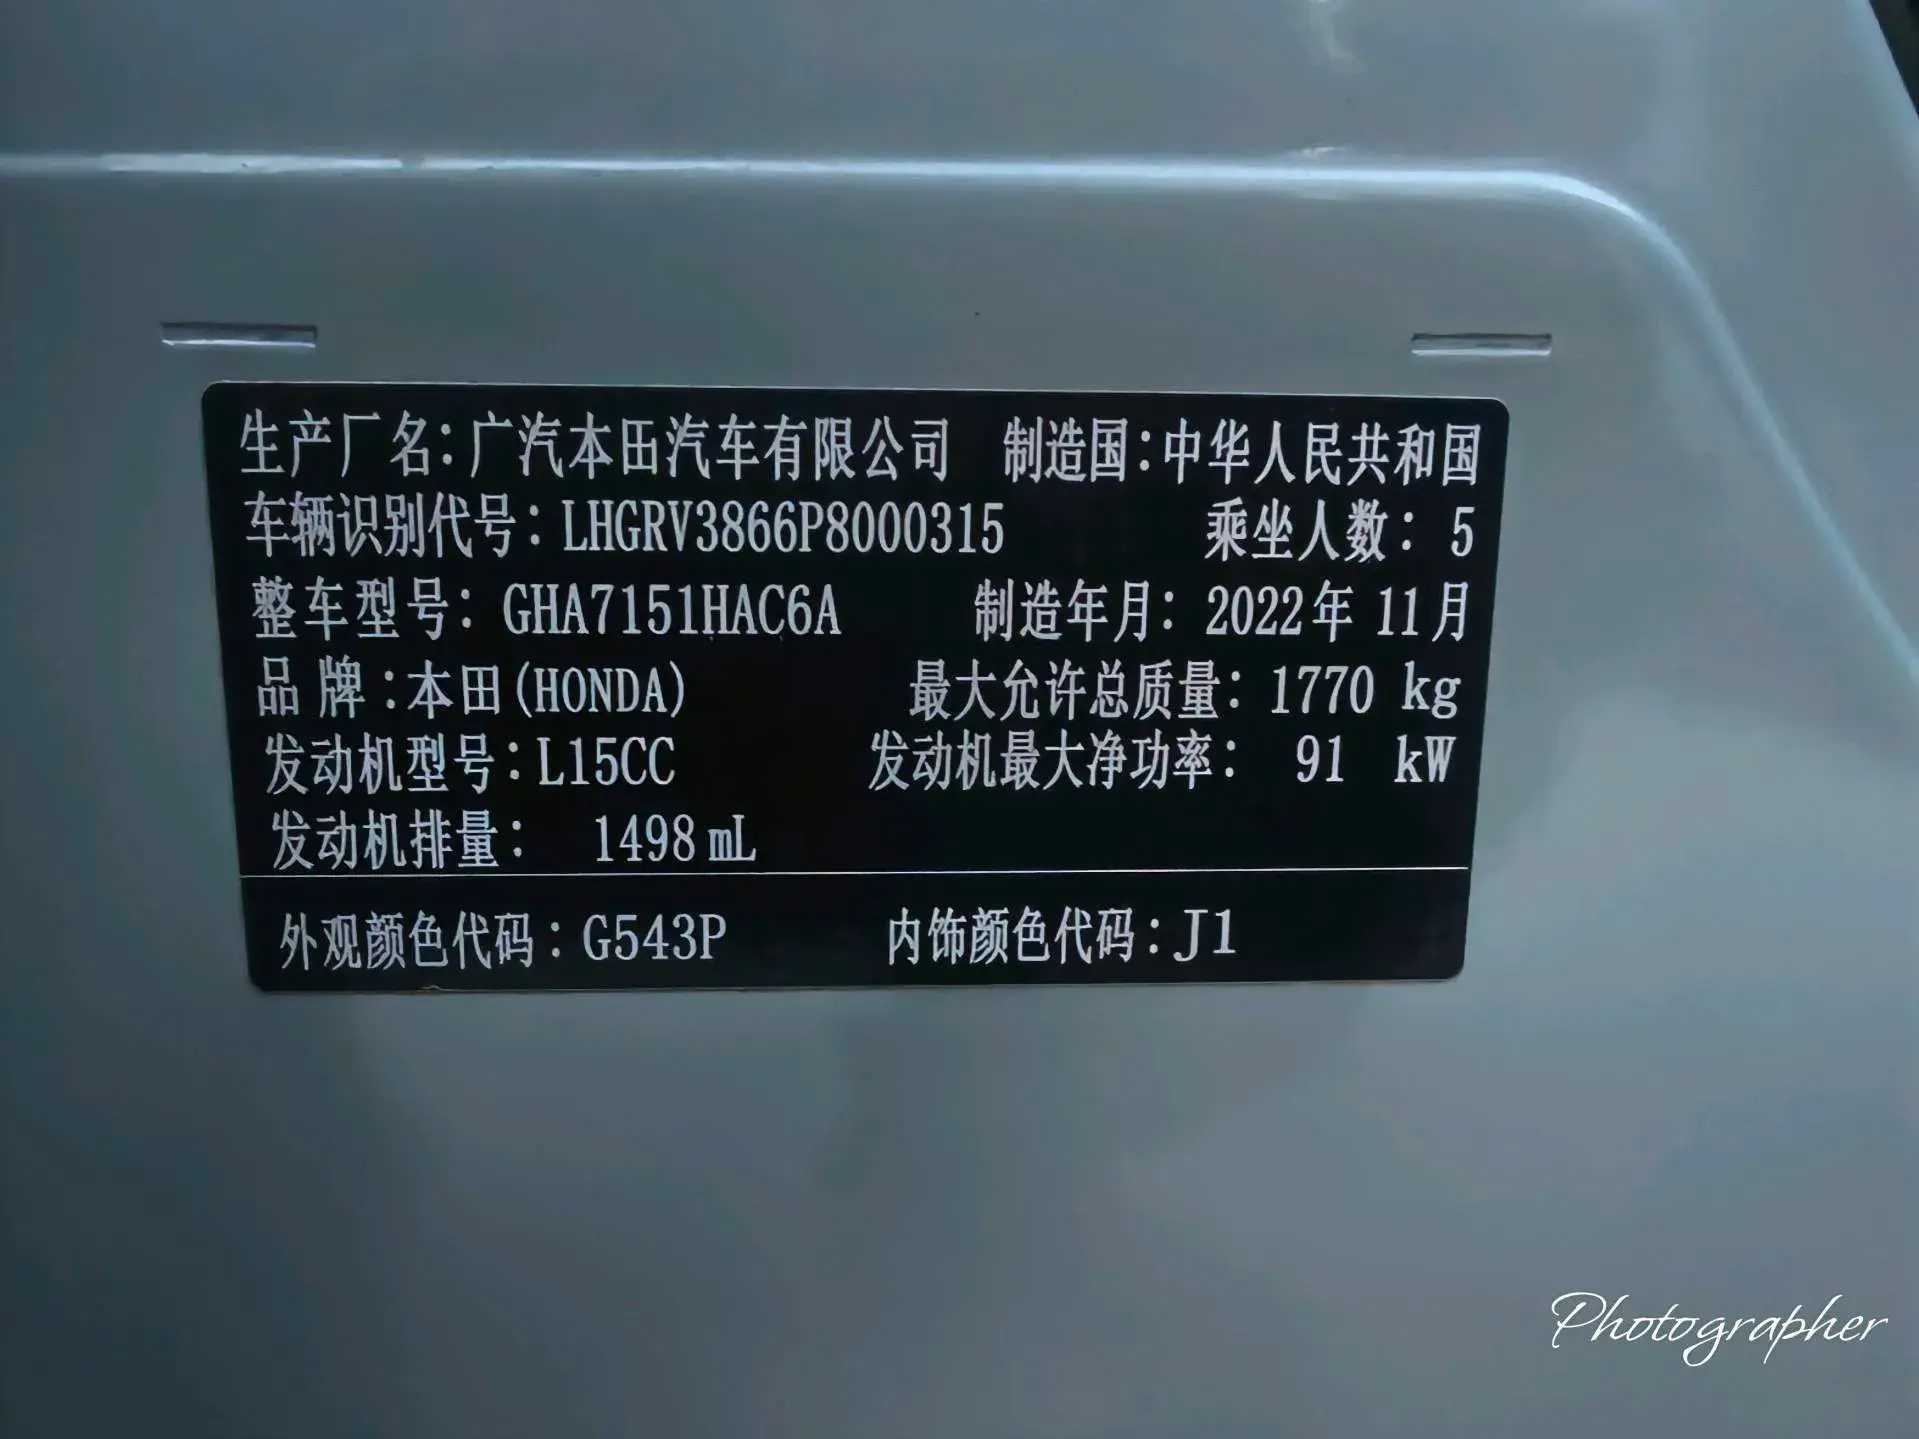 生产厂名：广汽本田汽车有限公司 制造国：中华人民共和国
车辆识别代号：LHGRV3866P8000315 乘坐人数：5
整车型号：GHA7151HAC6A 制造年月：2022年 11月
品 牌：本田(HONDA) 最大允许总质量：1770 kg
发动机型号：L15CC 发动机最大净功率：91 kW
发动机排量：1498 mL
外观颜色代码：G543P 内饰颜色代码：J1
Photographer